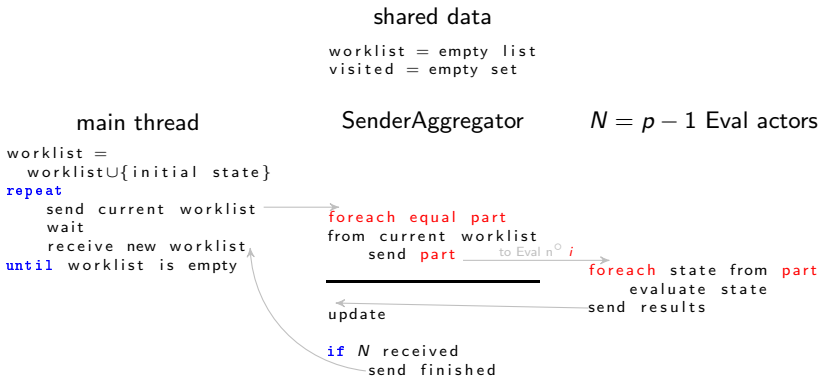 shared data
worklist = empty list
visited = empty set
main thread
worklist =
worklist∪{initial state}
repeat
send current worklist
wait
receive new worklist
until worklist is empty
SenderAggregator
foreach equal part
from current worklist
send part
to Eval n° i
update
if N received
send finished
N = p − 1 Eval actors
foreach state from part
evaluate state
send results